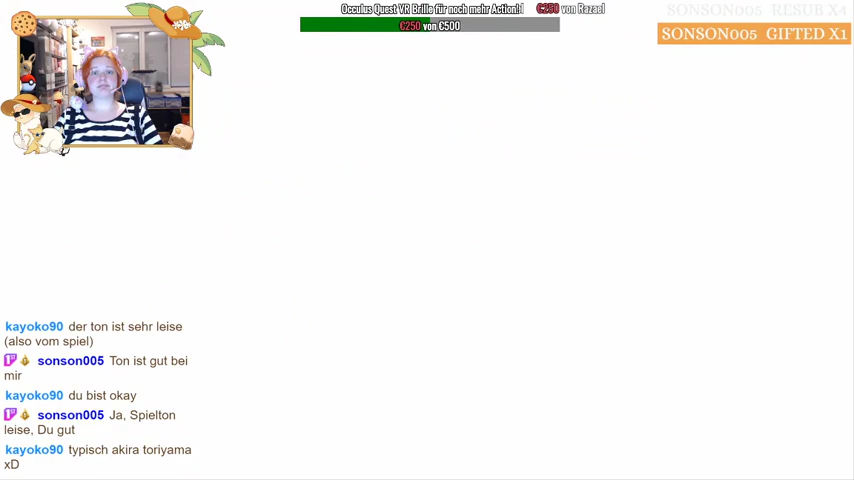 Occulus Quest VR Brille für noch mehr Action!
€250 von Razael
€250 von €500
SONSON005 RESUB X4
SONSON005 GIFTED X1
kayoko90 der ton ist sehr leise
(also vom spiel)
sonson005 Ton ist gut bei
mir
kayoko90 du bist okay
sonson005 Ja, Spielton
leise, Du gut
kayoko90 typisch akira toriyama
xD